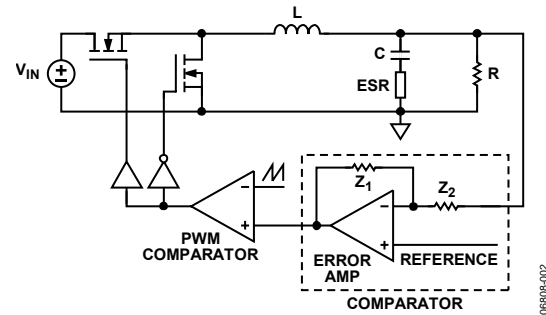 L
C
ESR
R
VIN
Z1
Z2
PWM
COMPARATOR
ERROR
AMP
REFERENCE
COMPARATOR
06808-002